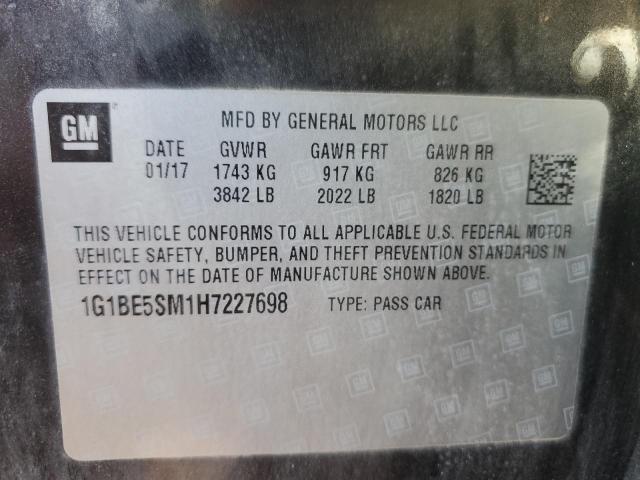 GM
MFD BY GENERAL MOTORS LLC
DATE GVWR GAWR FRT GAWR RR
01/17 1743 KG 917 KG 826 KG
3842 LB 2022 LB 1820 LB
THIS VEHICLE CONFORMS TO ALL APPLICABLE U.S. FEDERAL MOTOR
VEHICLE SAFETY, BUMPER, AND THEFT PREVENTION STANDARDS IN
EFFECT ON THE DATE OF MANUFACTURE SHOWN ABOVE.
1G1BE5SM1H7227698 TYPE: PASS CAR